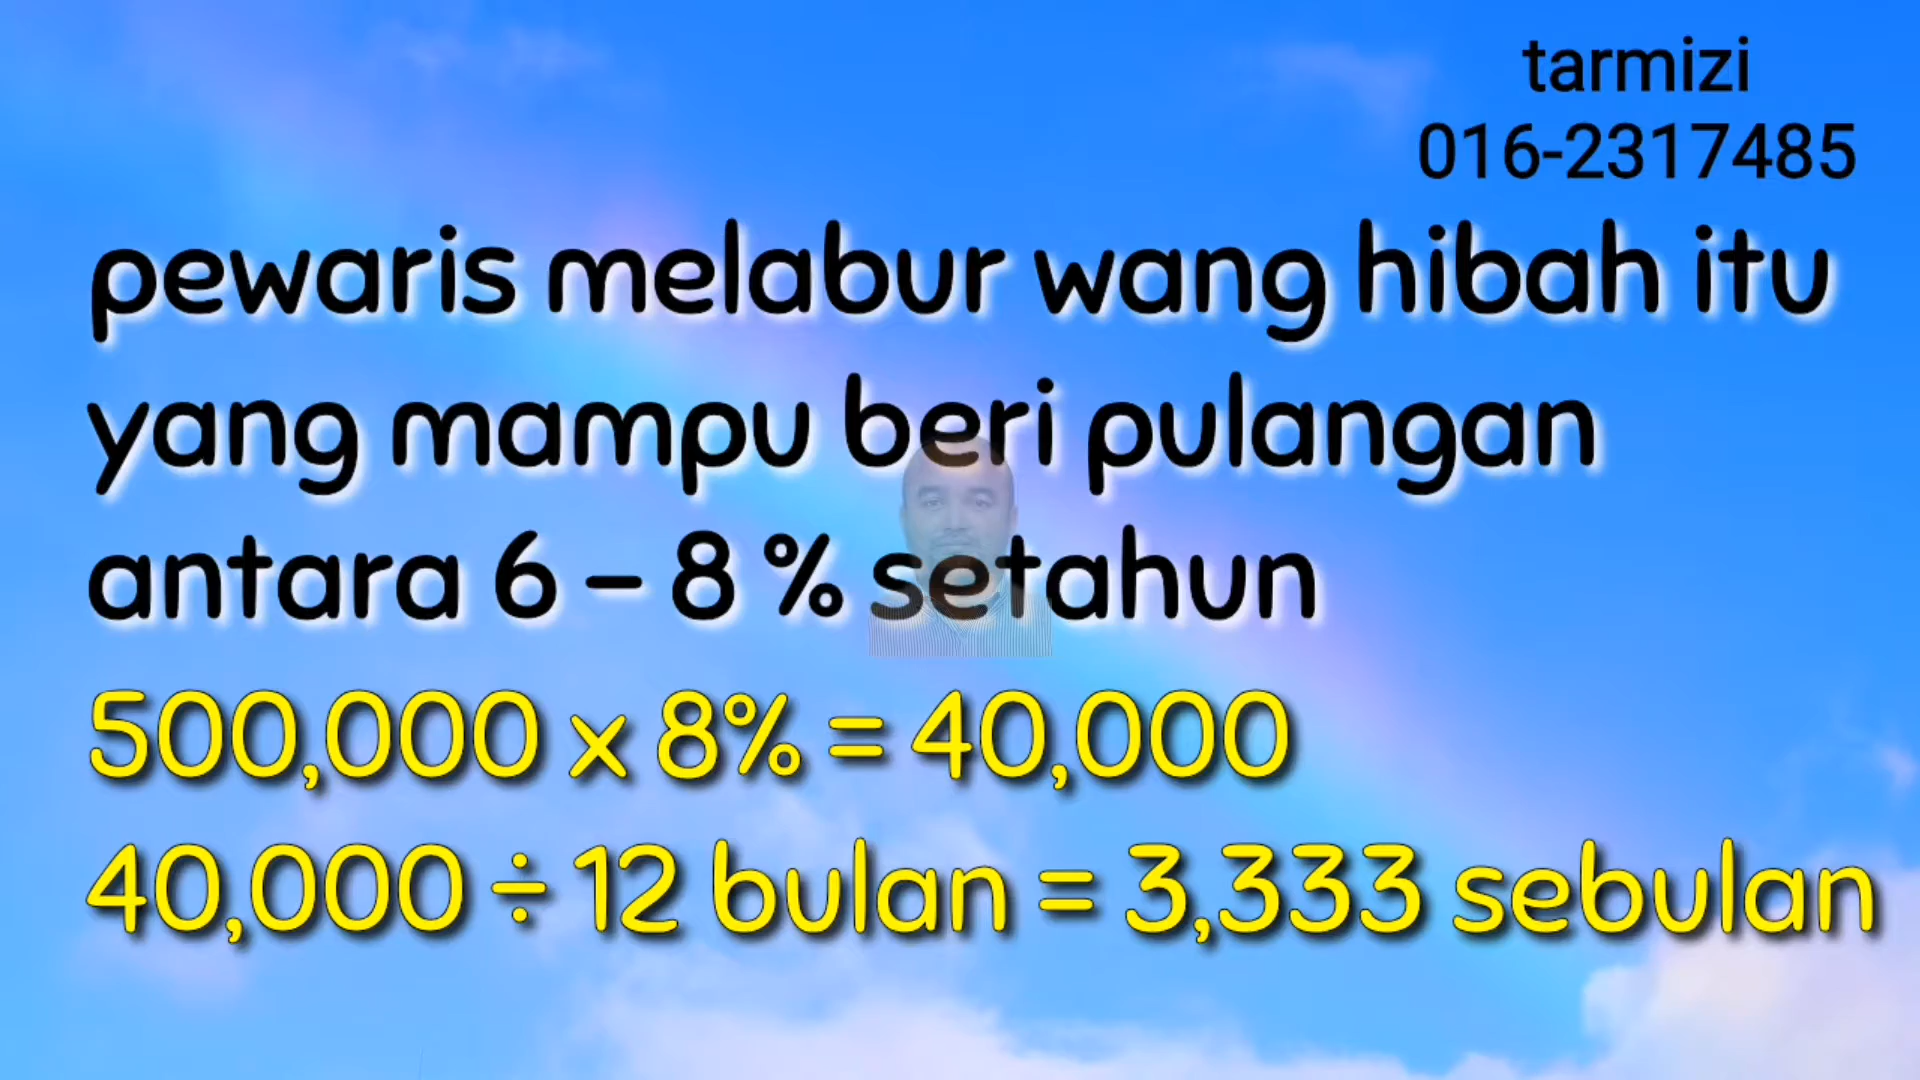 tarmizi
016-2317485
pewaris melabur wang hibah itu
yang mampu beri pulangan
antara 6 – 8 % setahun
500,000 x 8% = 40,000
40,000 ÷ 12 bulan = 3,333 sebulan